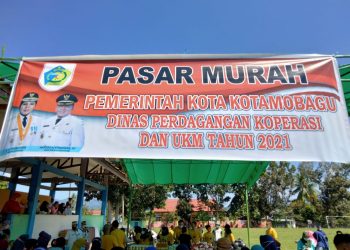 PASAR MURAH
PEMERINTAH KOTA KOTAMOBAGU
DINAS PERDAGANGAN KOPERASI
DAN UKM TAHUN 2021